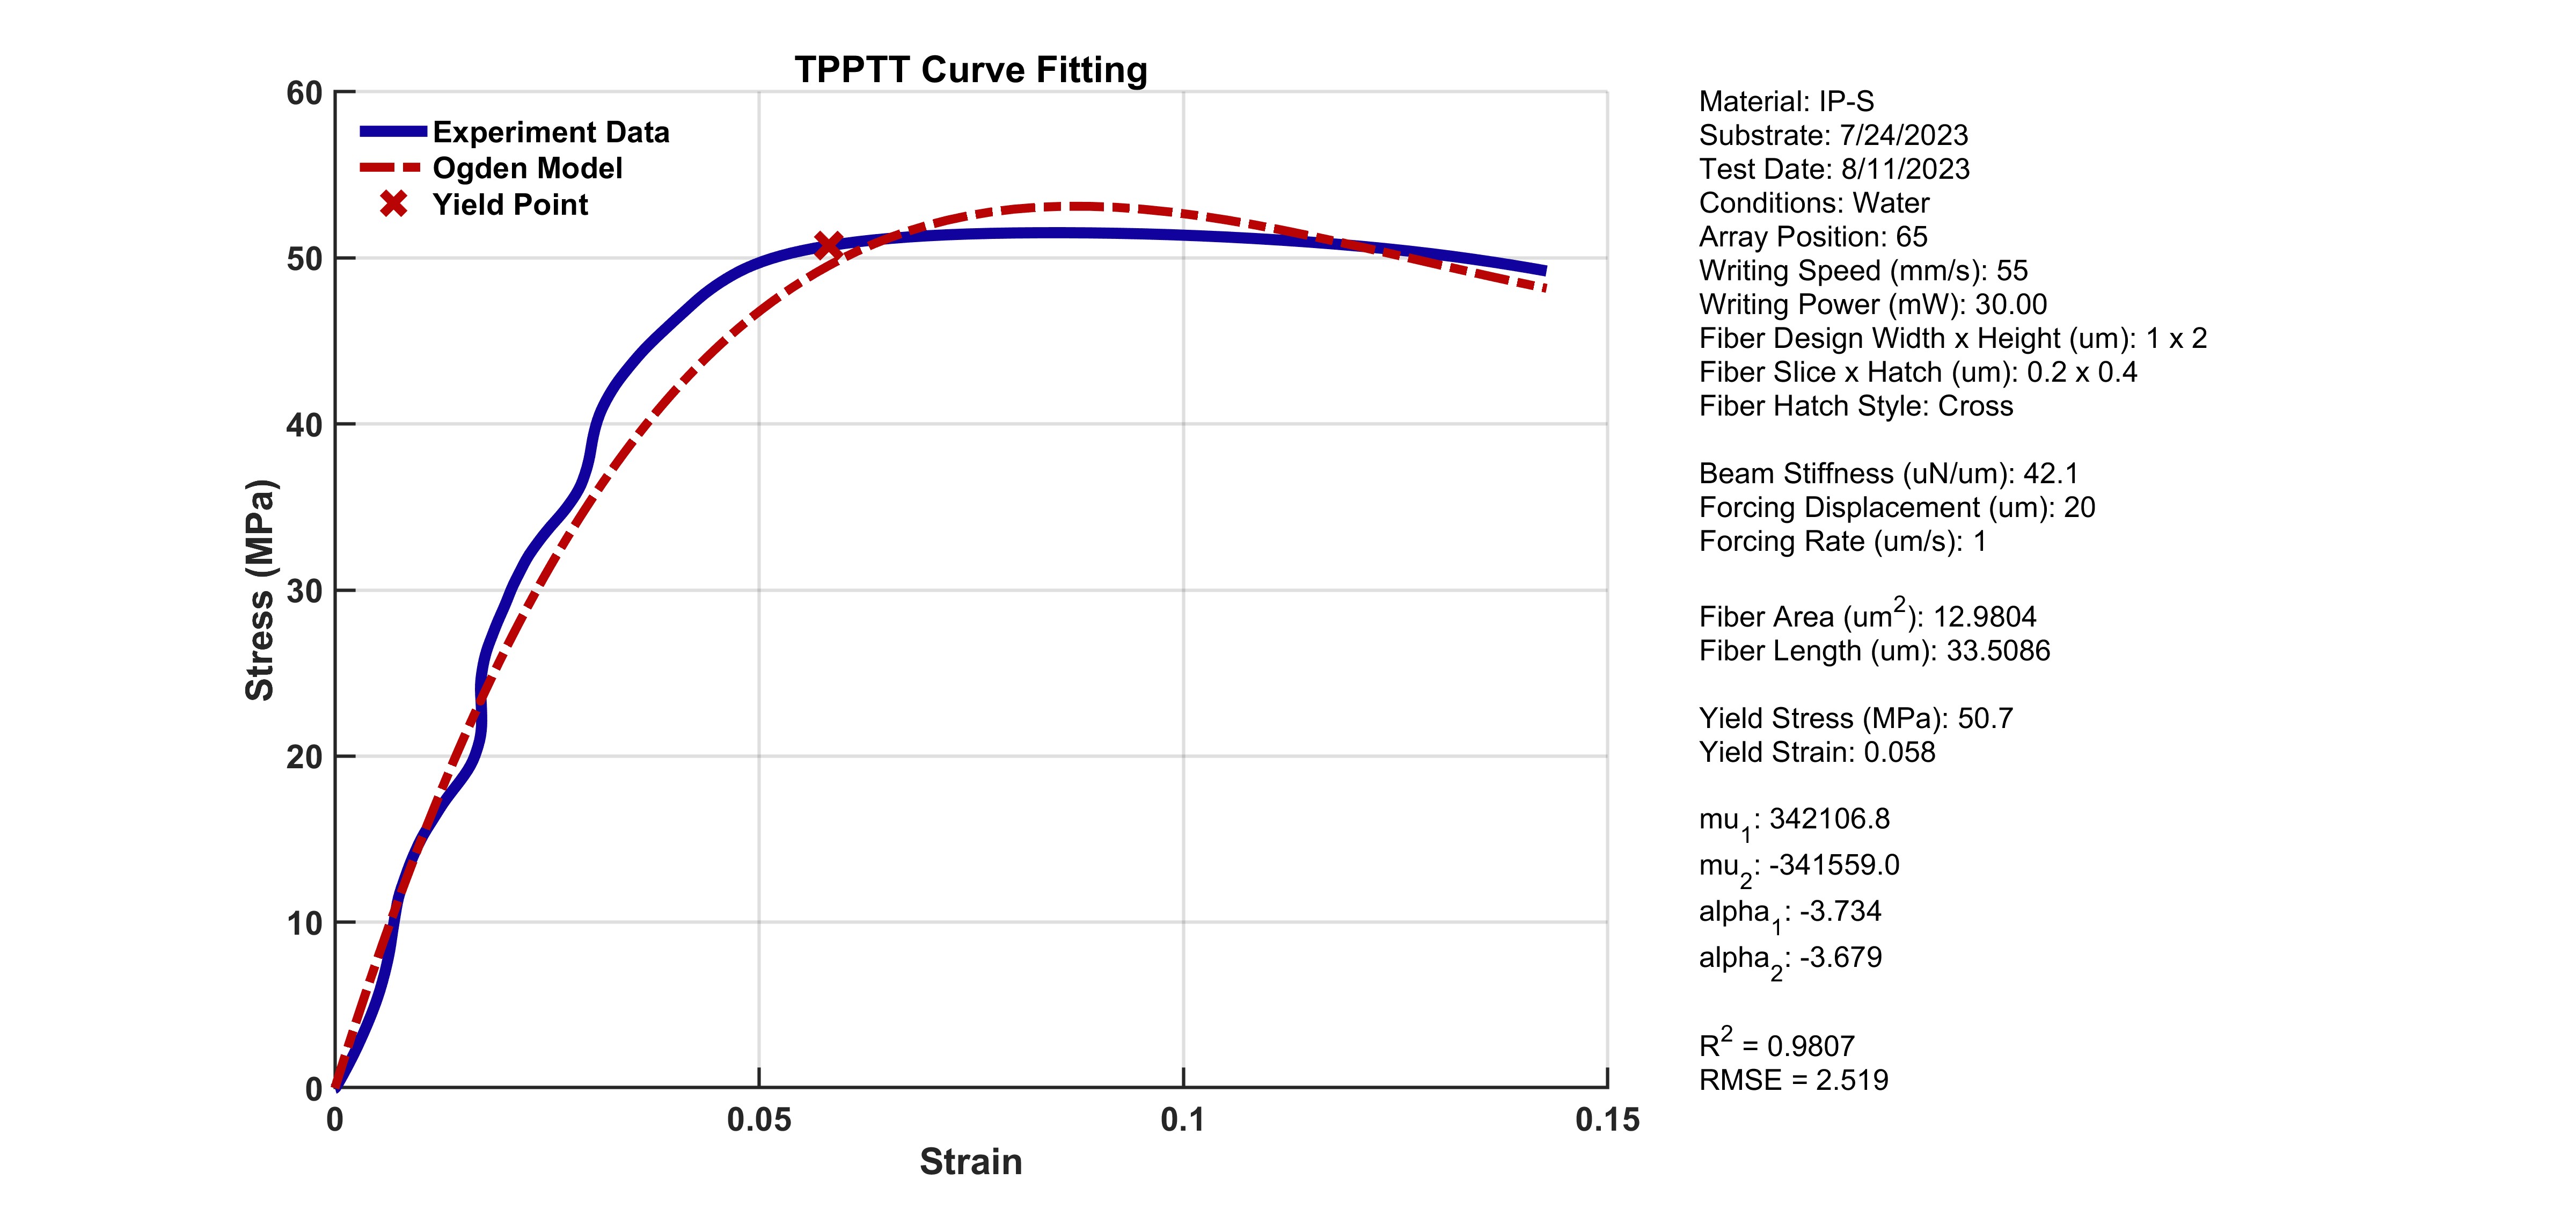 TPPTT Curve Fitting
60
50
40
30
20
10
0
Stress (MPa)
Experiment Data
Ogden Model
Yield Point
0
0.05
0.1
0.15
Strain
Material: IP-S
Substrate: 7/24/2023
Test Date: 8/11/2023
Conditions: Water
Array Position: 65
Writing Speed (mm/s): 55
Writing Power (mW): 30.00
Fiber Design Width x Height (um): 1 x 2
Fiber Slice x Hatch (um): 0.2 x 0.4
Fiber Hatch Style: Cross
Beam Stiffness (uN/um): 42.1
Forcing Displacement (um): 20
Forcing Rate (um/s): 1
Fiber Area (um²): 12.9804
Fiber Length (um): 33.5086
Yield Stress (MPa): 50.7
Yield Strain: 0.058
mu₁: 342106.8
mu₂: -341559.0
alpha₁: -3.734
alpha₂: -3.679
R² = 0.9807
RMSE = 2.519